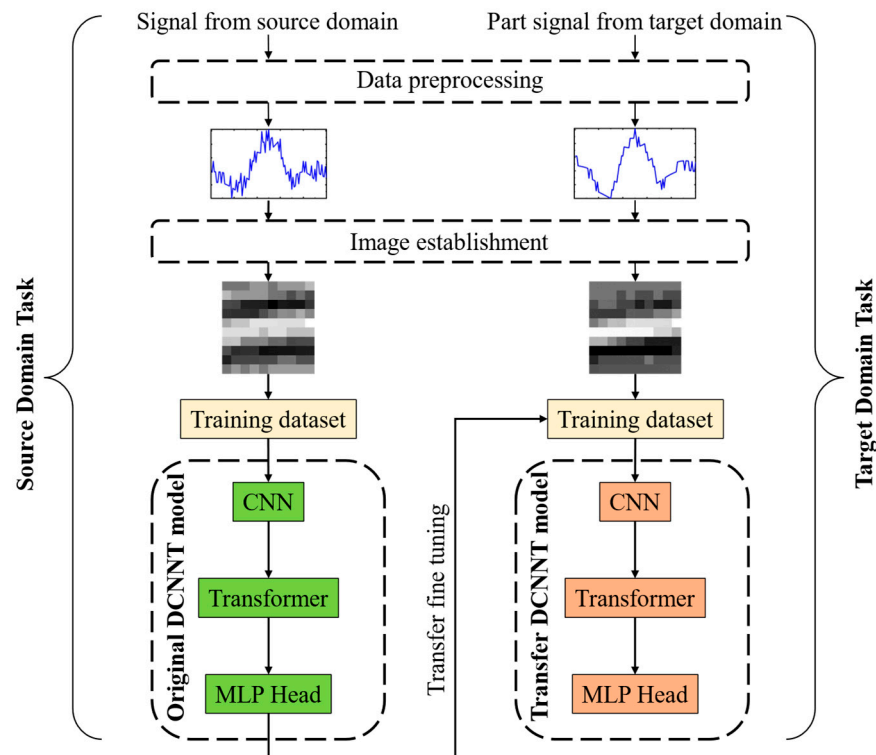 Signal from source domain
Part signal from target domain
Data preprocessing
Image establishment
Source Domain Task
Target Domain Task
Training dataset
Training dataset
Original DCNNT model
CNN
Transformer
MLP Head
Transfer fine tuning
Transfer DCNNT model
CNN
Transformer
MLP Head